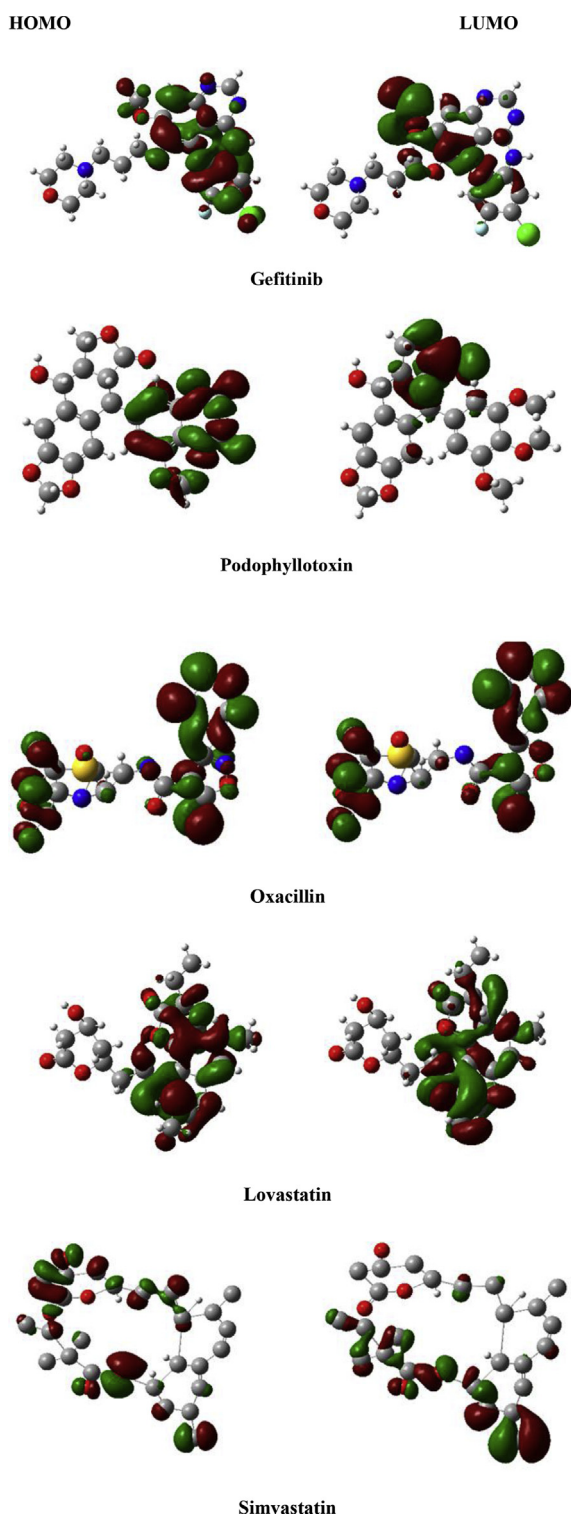 HOMO LUMO
Gefitinib
Podophyllotoxin
Oxacillin
Lovastatin
Simvastatin